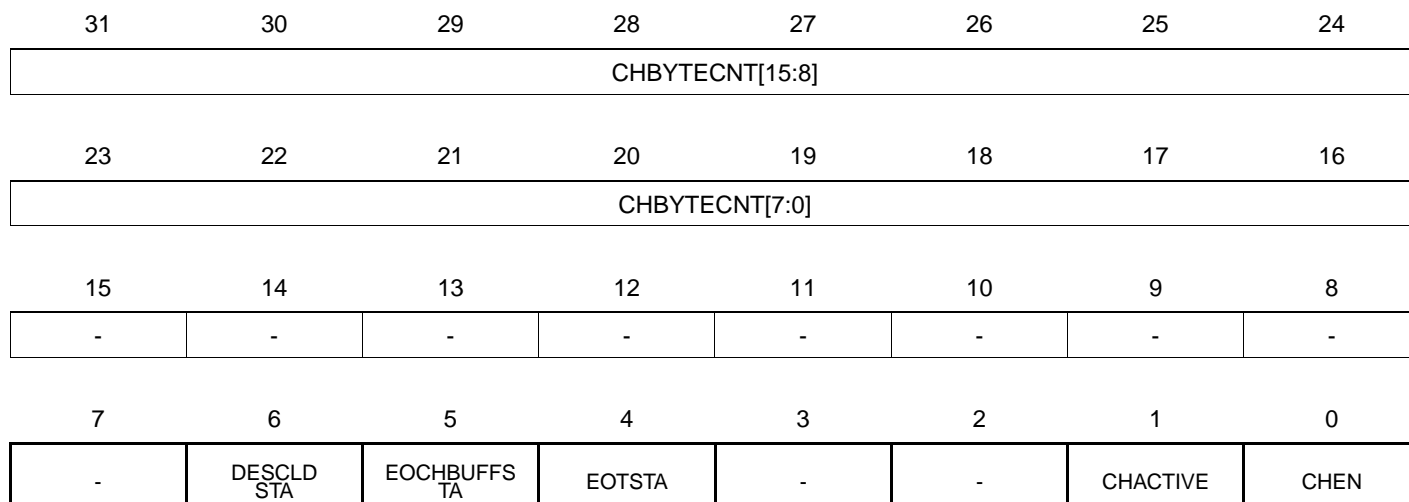 31 30 29 28 27 26 25 24
CHBYTECNT[15:8]
23 22 21 20 19 18 17 16
CHBYTECNT[7:0]
15 14 13 12 11 10 9 8
- - - - - - - -
7 6 5 4 3 2 1 0
- DESCLD EOCHBUFFS EOTSTA - - CHACTIVE CHEN
STA TA